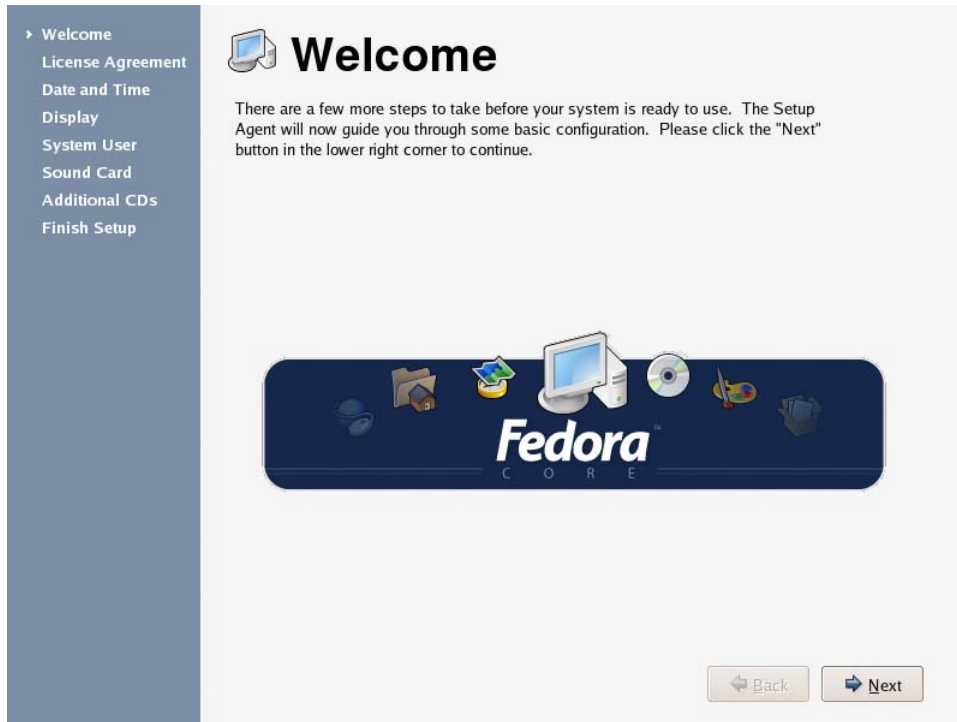 Welcome
License Agreement
Date and Time
Display
System User
Sound Card
Additional CDs
Finish Setup
Welcome
There are a few more steps to take before your system is ready to use. The Setup
Agent will now guide you through some basic configuration. Please click the "Next"
button in the lower right corner to continue.
Fedora™
CORE
Back
Next